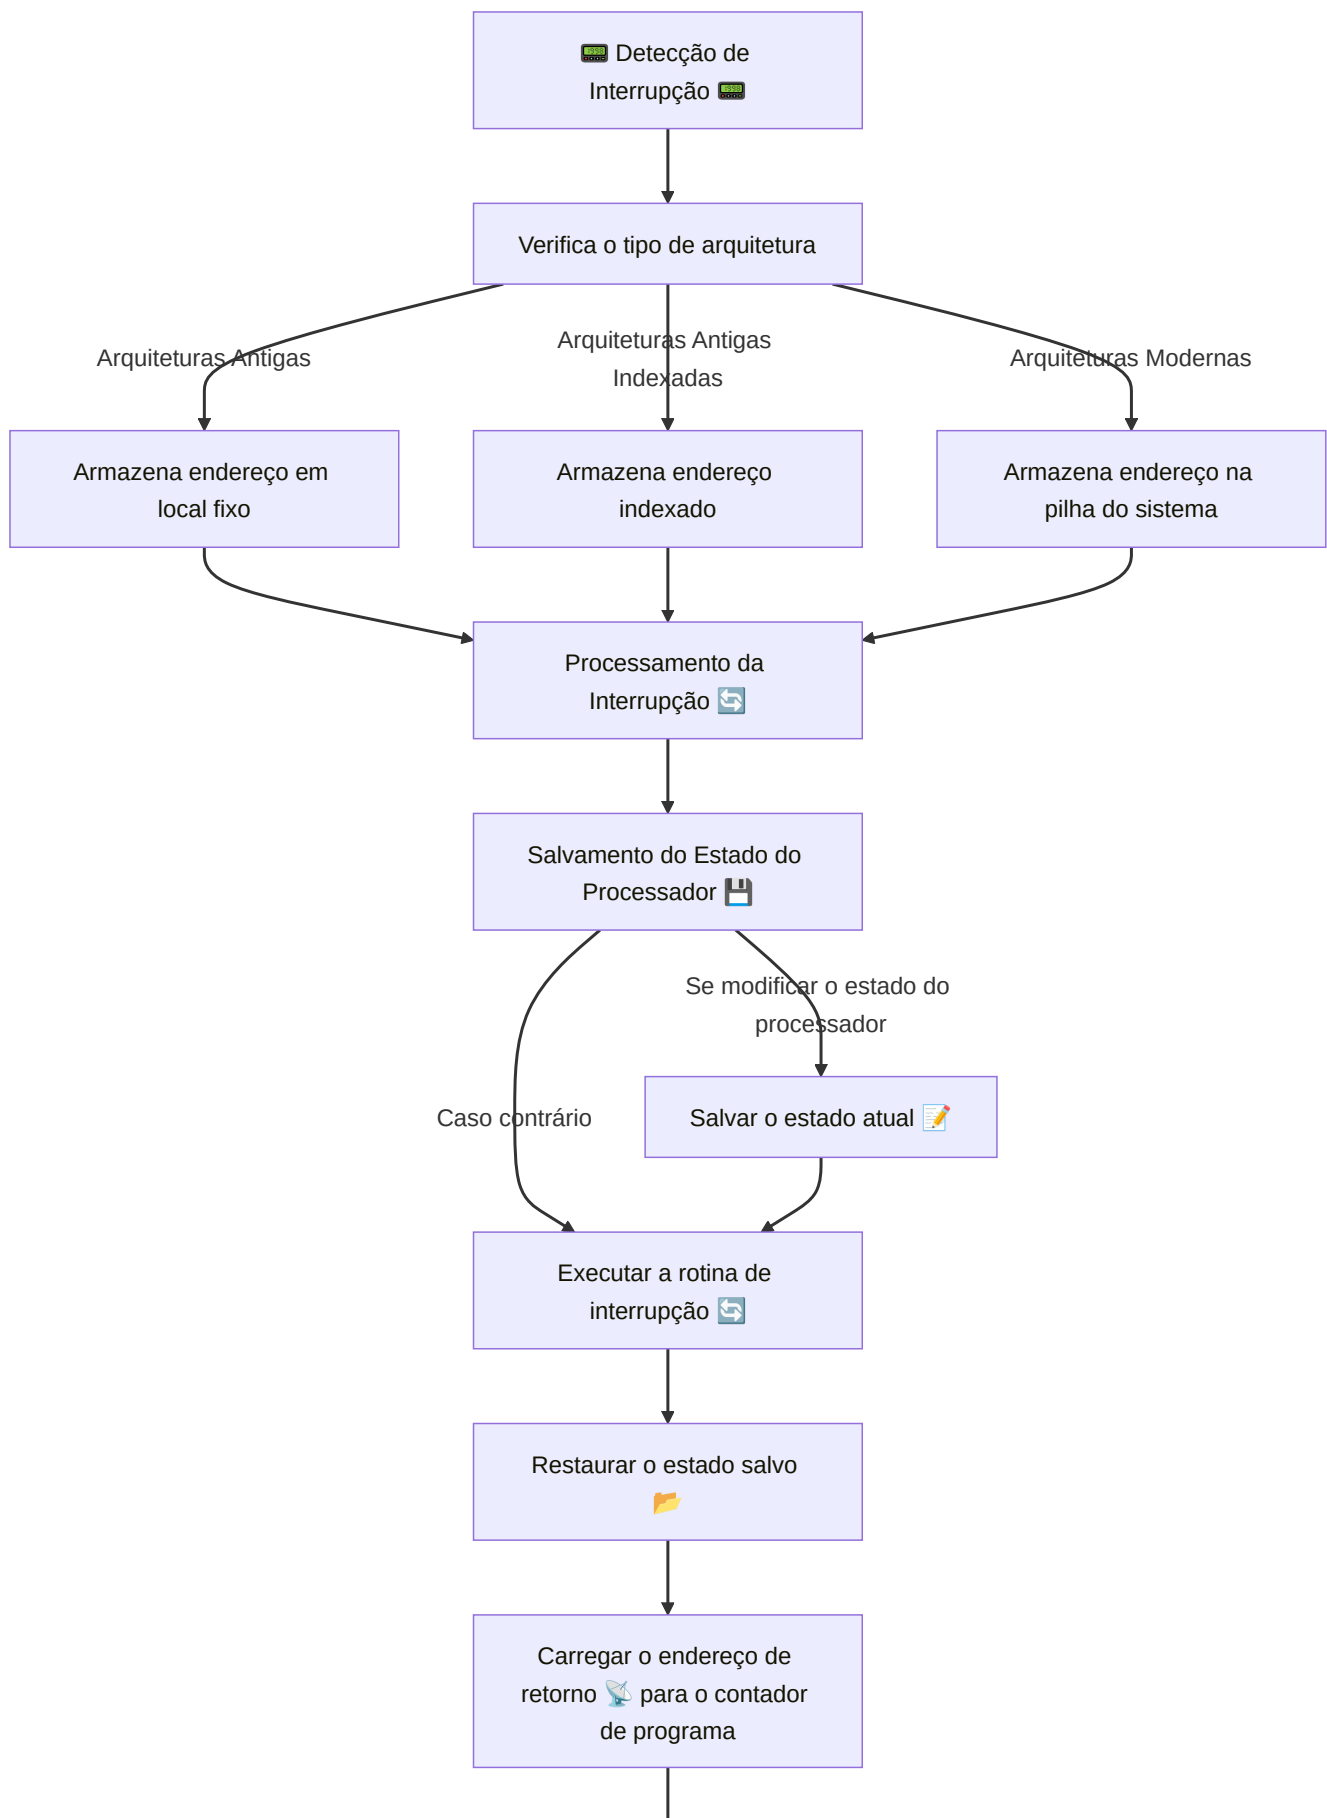 📟 Detecção de
Interrupção 📟
Verifica o tipo de arquitetura
Arquiteturas Antigas
Arquiteturas Antigas
Indexadas
Arquiteturas Modernas
Armazena endereço em
local fixo
Armazena endereço
indexado
Armazena endereço na
pilha do sistema
Processamento da
Interrupção 🔄
Salvamento do Estado do
Processador 💾
Se modificar o estado do
processador
Caso contrário
Salvar o estado atual 📝
Executar a rotina de
interrupção 🔄
Restaurar o estado salvo
📂
Carregar o endereço de
retorno 📡 para o contador
de programa